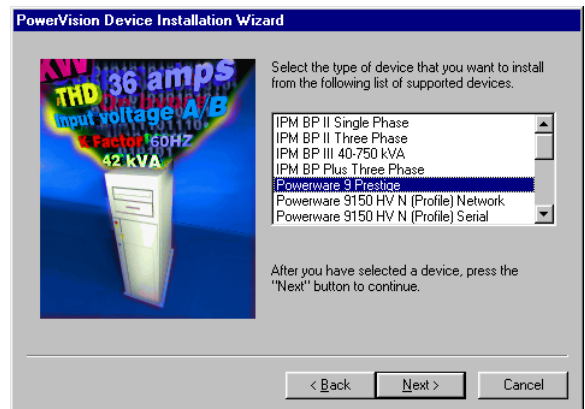 PowerVision Device Installation Wizard
KW
THD 36 amps
On bypass
Input voltage A/B
K Factor 60HZ
42 kVA
Select the type of device that you want to install
from the following list of supported devices.
IPM BP II Single Phase
IPM BP II Three Phase
IPM BP III 40-750 kVA
IPM BP Plus Three Phase
Powerware 9 Prestige
Powerware 9150 HV N (Profile) Network
Powerware 9150 HV N (Profile) Serial
After you have selected a device, press the
"Next" button to continue.
< Back
Next >
Cancel